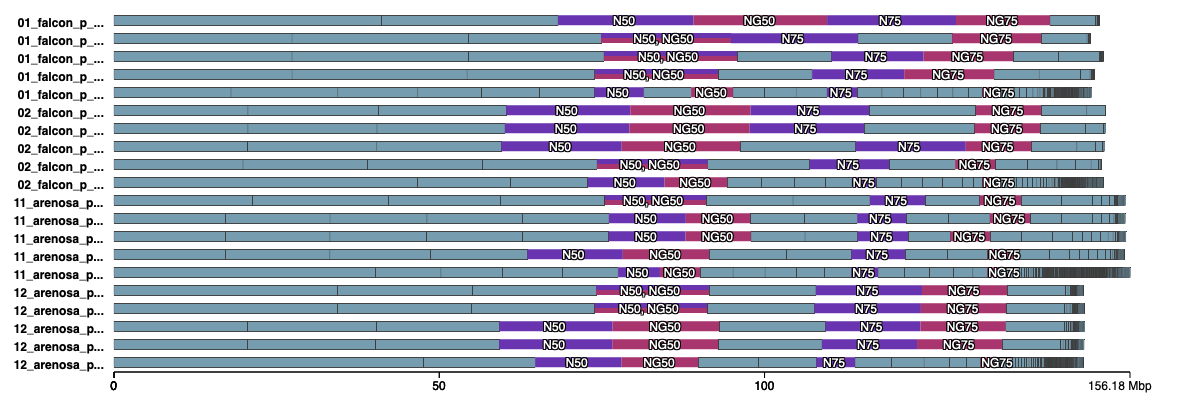 01_falcon_p_... N50 NG50 N75 NG75
01_falcon_p_... N50, NG50 N75 NG75
01_falcon_p_... N50, NG50 N75 NG75
01_falcon_p_... N50, NG50 N75 NG75
01_falcon_p_... N50 NG50 N75 NG75
02_falcon_p_... N50 NG50 N75 NG75
02_falcon_p_... N50 NG50 N75 NG75
02_falcon_p_... N50 NG50 N75 NG75
02_falcon_p_... N50, NG50 N75 NG75
02_falcon_p_... N50 NG50 N75 NG75
11_arenosa_p... N50, NG50 N75 NG75
11_arenosa_p... N50 NG50 N75 NG75
11_arenosa_p... N50 NG50 N75 NG75
11_arenosa_p... N50 NG50 N75 NG75
11_arenosa_p... N50 NG50 N75 NG75
12_arenosa_p... N50, NG50 N75 NG75
12_arenosa_p... N50, NG50 N75 NG75
12_arenosa_p... N50 NG50 N75 NG75
12_arenosa_p... N50 NG50 N75 NG75
12_arenosa_p... N50 NG50 N75 NG75
0 50 100 156.18 Mbp